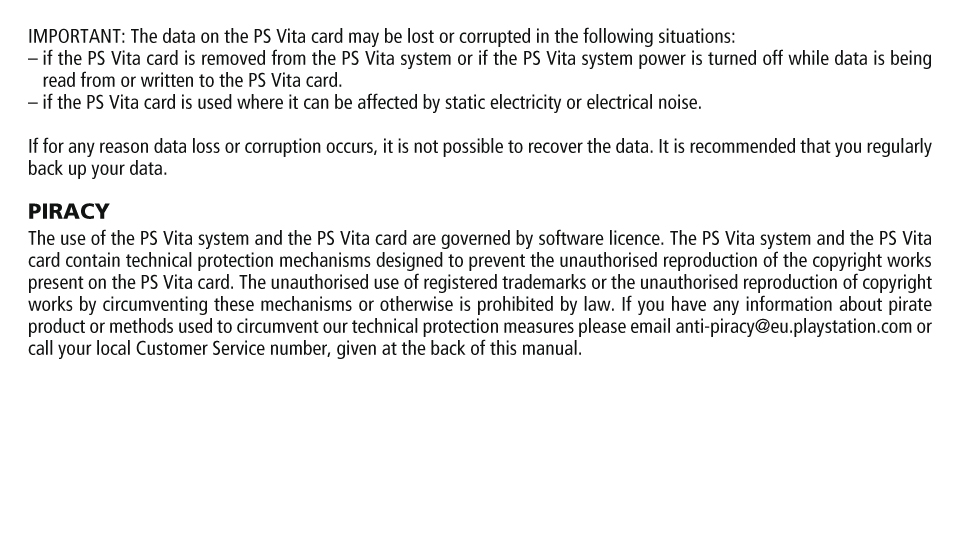 IMPORTANT: The data on the PS Vita card may be lost or corrupted in the following situations:
– if the PS Vita card is removed from the PS Vita system or if the PS Vita system power is turned off while data is being
read from or written to the PS Vita card.
– if the PS Vita card is used where it can be affected by static electricity or electrical noise.
If for any reason data loss or corruption occurs, it is not possible to recover the data. It is recommended that you regularly
back up your data.
PIRACY
The use of the PS Vita system and the PS Vita card are governed by software licence. The PS Vita system and the PS Vita
card contain technical protection mechanisms designed to prevent the unauthorised reproduction of the copyright works
present on the PS Vita card. The unauthorised use of registered trademarks or the unauthorised reproduction of copyright
works by circumventing these mechanisms or otherwise is prohibited by law. If you have any information about pirate
product or methods used to circumvent our technical protection measures please email anti-piracy@eu.playstation.com or
call your local Customer Service number, given at the back of this manual.